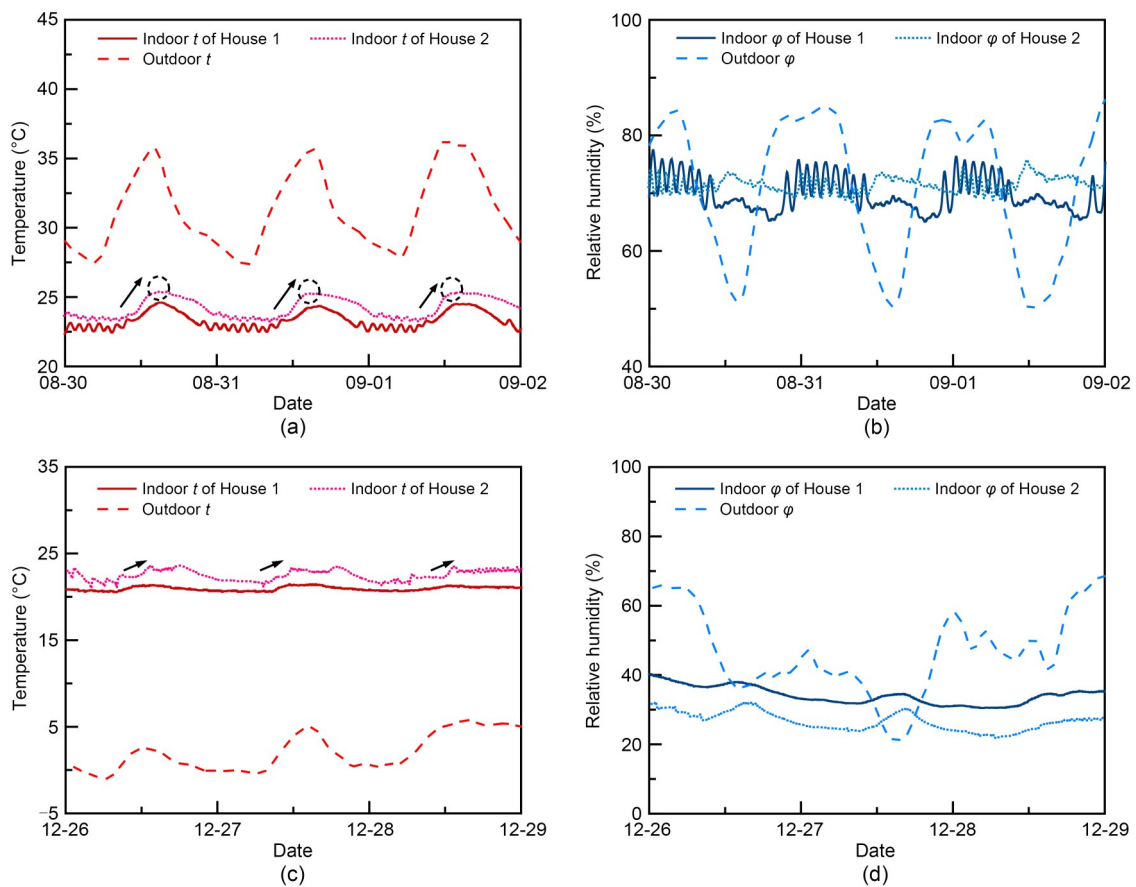 45
40
35
30
25
20
Temperature (°C)
Indoor t of House 1
Indoor t of House 2
Outdoor t
08-30
08-31
09-01
09-02
Date
(a)
100
80
60
40
Relative humidity (%)
Indoor φ of House 1
Indoor φ of House 2
Outdoor φ
08-30
08-31
09-01
09-02
Date
(b)
35
25
15
5
−5
Temperature (°C)
Indoor t of House 1
Indoor t of House 2
Outdoor t
12-26
12-27
12-28
12-29
Date
(c)
100
80
60
40
20
0
Relative humidity (%)
Indoor φ of House 1
Indoor φ of House 2
Outdoor φ
12-26
12-27
12-28
12-29
Date
(d)